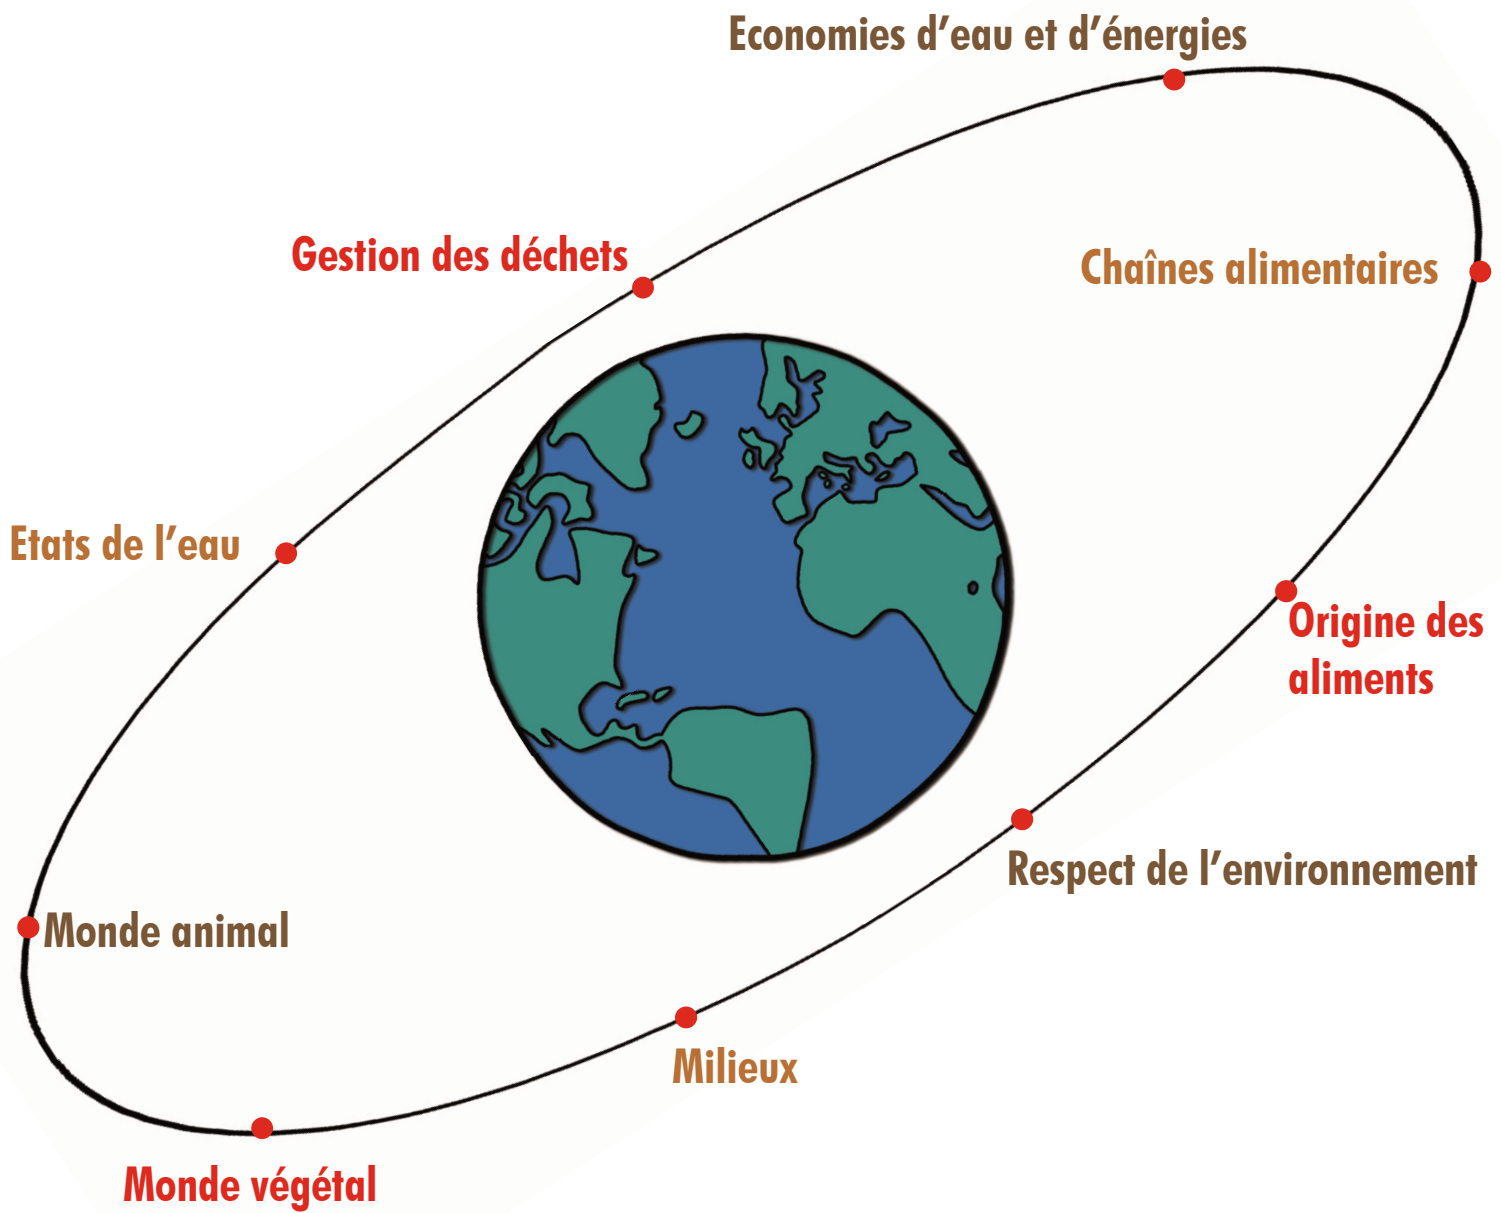 Economies d’eau et d’énergies
Gestion des déchets
Chaînes alimentaires
Etats de l’eau
Origine des
aliments
Respect de l’environnement
Monde animal
Milieux
Monde végétal